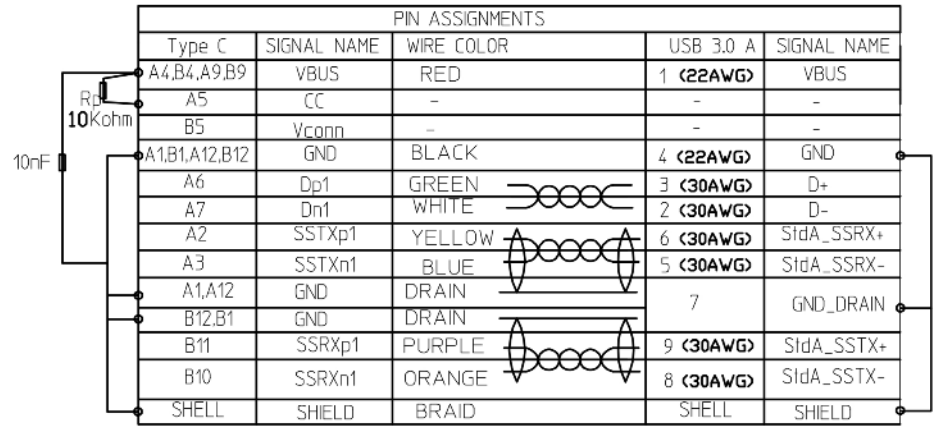 PIN ASSIGNMENTS
Type C SIGNAL NAME WIRE COLOR USB 3.0 A SIGNAL NAME
A4,B4,A9,B9 VBUS RED 1 (22AWG) VBUS
Rp A5 CC - - -
10Kohm B5 Vconn - - -
10nF A1,B1,A12,B12 GND BLACK 4 (22AWG) GND
A6 Dp1 GREEN 3 (30AWG) D+
A7 Dn1 WHITE 2 (30AWG) D-
A2 SSTXp1 YELLOW 6 (30AWG) StdA_SSRX+
A3 SSTXn1 BLUE 5 (30AWG) StdA_SSRX-
A1,A12 GND DRAIN 7 GND_DRAIN
B12,B1 GND DRAIN
B11 SSRXp1 PURPLE 9 (30AWG) StdA_SSTX+
B10 SSRXn1 ORANGE 8 (30AWG) StdA_SSTX-
SHELL SHIELD BRAID SHELL SHIELD